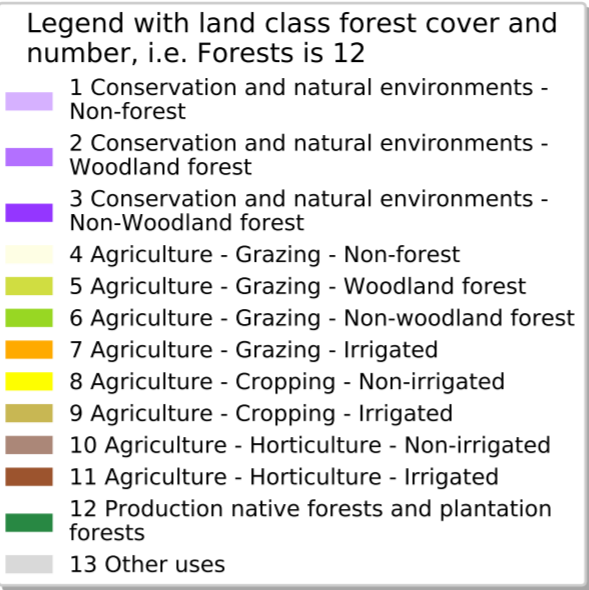 Legend with land class forest cover and
number, i.e. Forests is 12
1 Conservation and natural environments -
Non-forest
2 Conservation and natural environments -
Woodland forest
3 Conservation and natural environments -
Non-Woodland forest
4 Agriculture - Grazing - Non-forest
5 Agriculture - Grazing - Woodland forest
6 Agriculture - Grazing - Non-woodland forest
7 Agriculture - Grazing - Irrigated
8 Agriculture - Cropping - Non-irrigated
9 Agriculture - Cropping - Irrigated
10 Agriculture - Horticulture - Non-irrigated
11 Agriculture - Horticulture - Irrigated
12 Production native forests and plantation
forests
13 Other uses